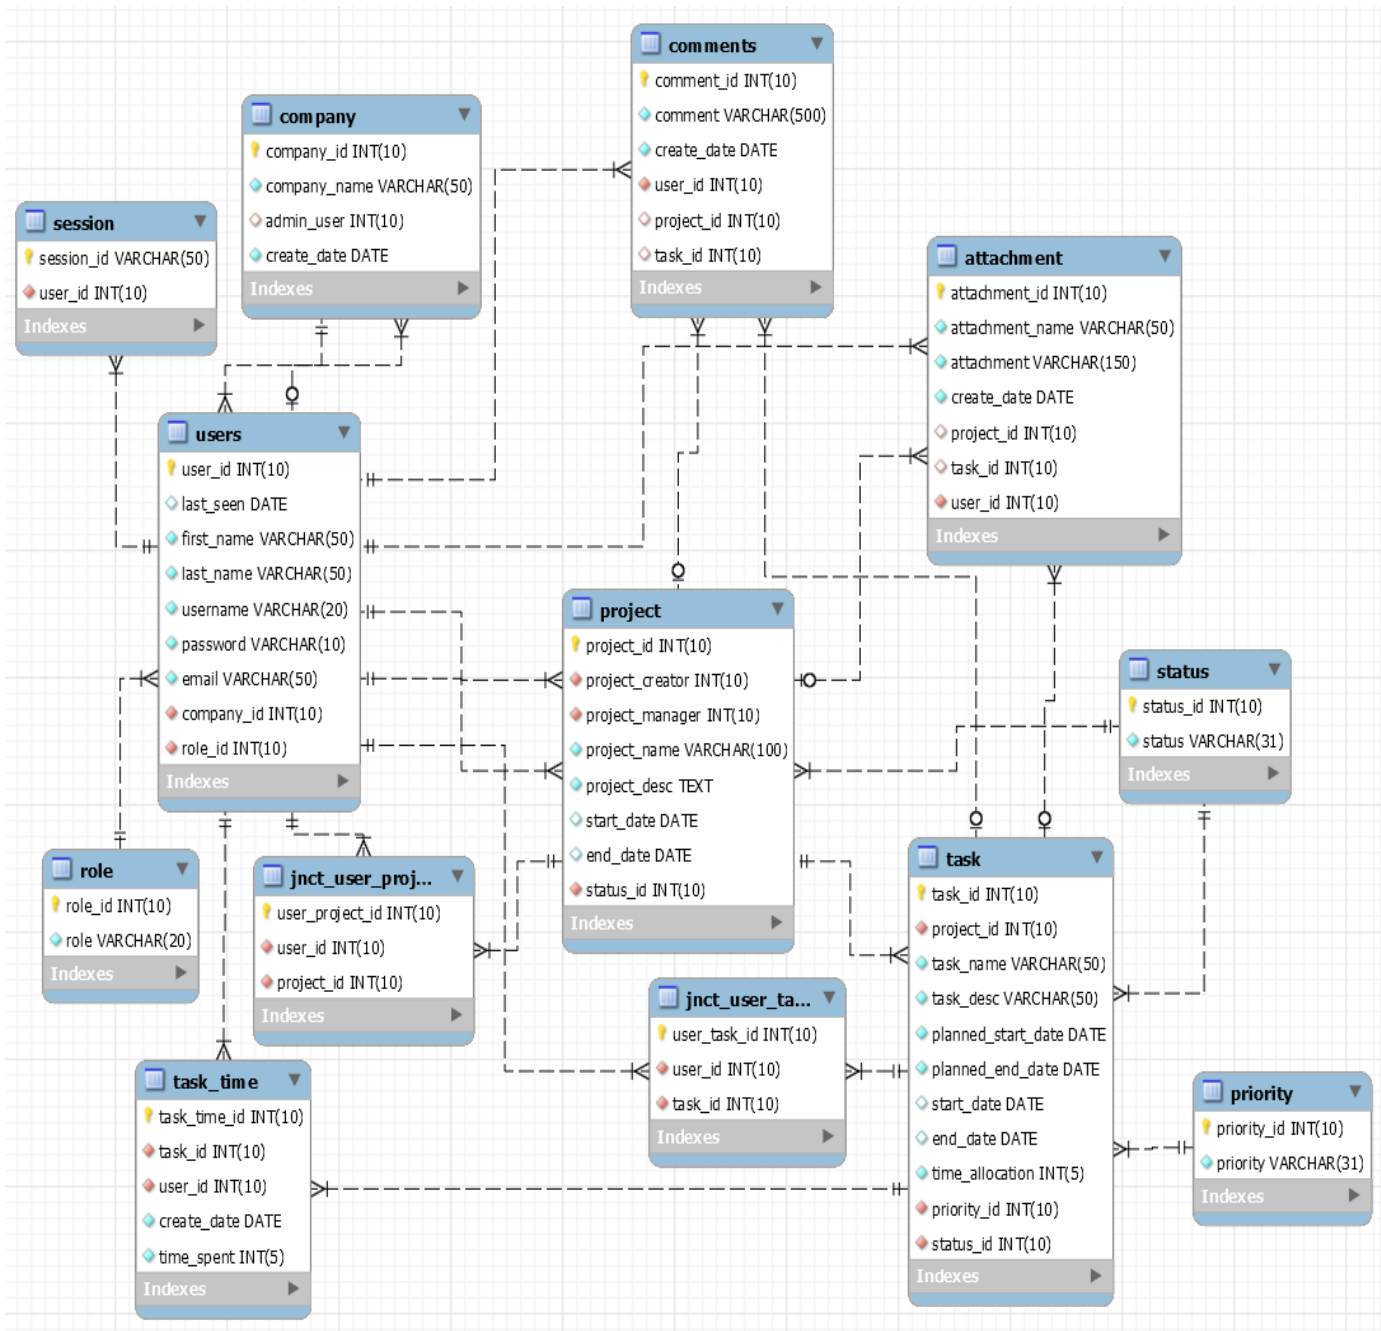 comments
comment_id INT(10)
comment VARCHAR(500)
create_date DATE
user_id INT(10)
project_id INT(10)
task_id INT(10)
Indexes
company
company_id INT(10)
company_name VARCHAR(50)
admin_user INT(10)
create_date DATE
Indexes
session
session_id VARCHAR(50)
user_id INT(10)
Indexes
attachment
attachment_id INT(10)
attachment_name VARCHAR(50)
attachment VARCHAR(150)
create_date DATE
project_id INT(10)
task_id INT(10)
user_id INT(10)
Indexes
users
user_id INT(10)
last_seen DATE
first_name VARCHAR(50)
last_name VARCHAR(50)
username VARCHAR(20)
password VARCHAR(10)
email VARCHAR(50)
company_id INT(10)
role_id INT(10)
Indexes
project
project_id INT(10)
project_creator INT(10)
project_manager INT(10)
project_name VARCHAR(100)
project_desc TEXT
start_date DATE
end_date DATE
status_id INT(10)
Indexes
status
status_id INT(10)
status VARCHAR(31)
Indexes
role
role_id INT(10)
role VARCHAR(20)
Indexes
jnct_user_proj...
user_project_id INT(10)
user_id INT(10)
project_id INT(10)
Indexes
task
task_id INT(10)
project_id INT(10)
task_name VARCHAR(50)
task_desc VARCHAR(50)
planned_start_date DATE
planned_end_date DATE
start_date DATE
end_date DATE
time_allocation INT(5)
priority_id INT(10)
status_id INT(10)
Indexes
jnct_user_ta...
user_task_id INT(10)
user_id INT(10)
task_id INT(10)
Indexes
task_time
task_time_id INT(10)
task_id INT(10)
user_id INT(10)
create_date DATE
time_spent INT(5)
Indexes
priority
priority_id INT(10)
priority VARCHAR(31)
Indexes